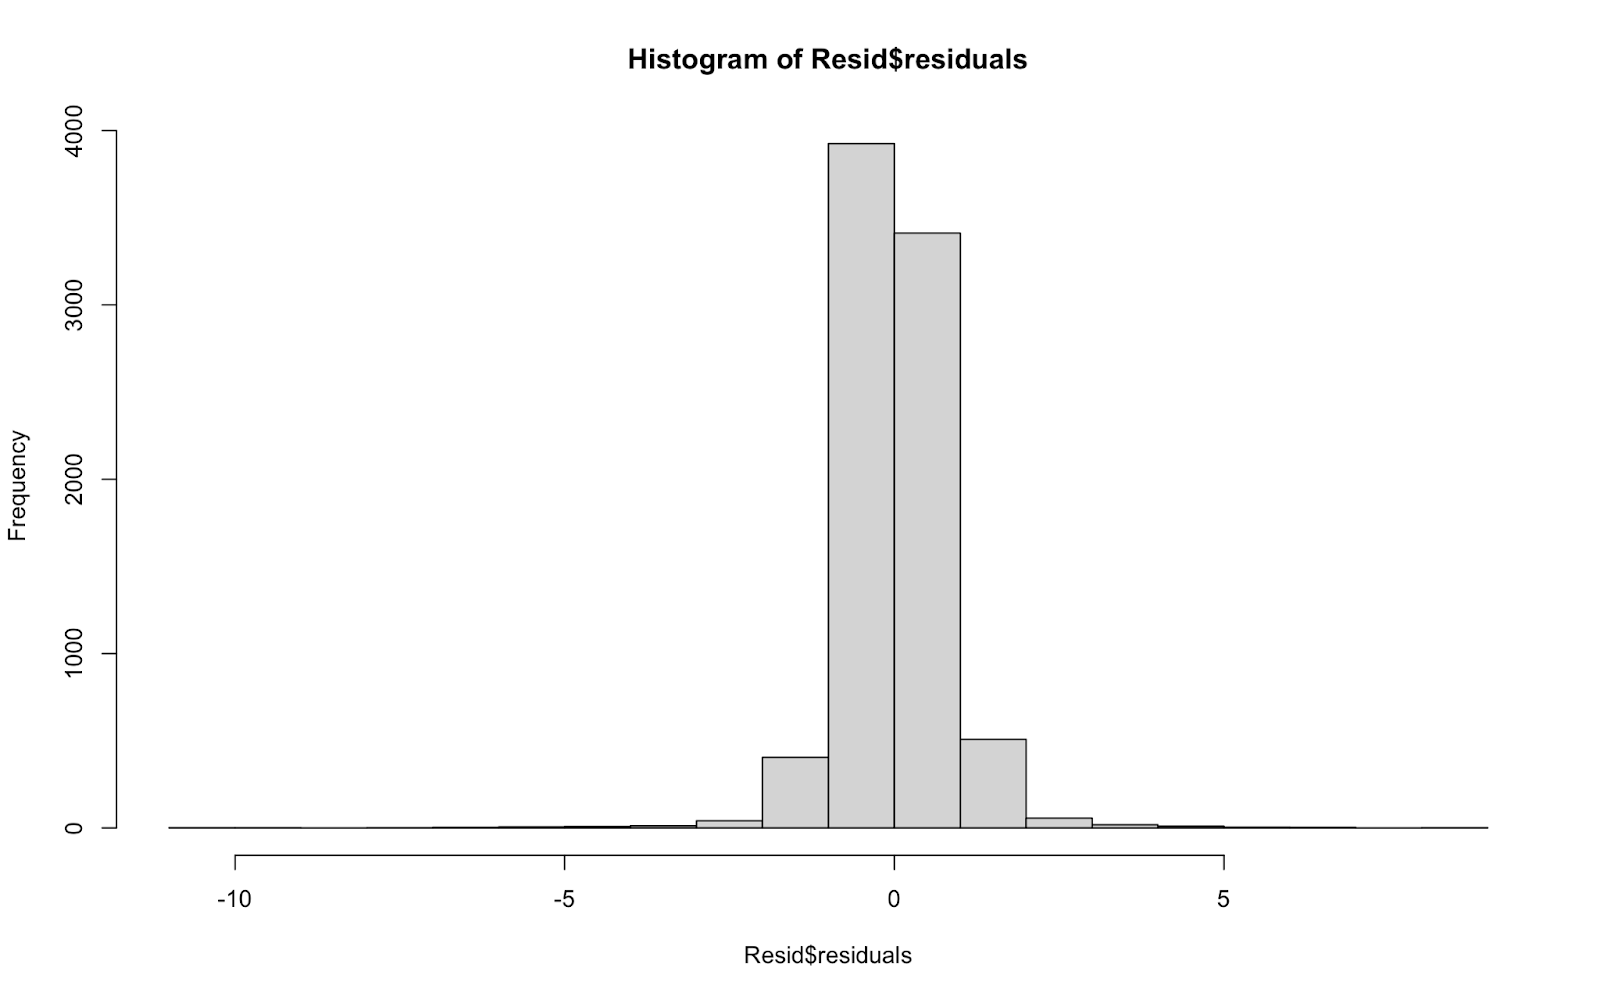 Histogram of Resid$residuals
Frequency
4000
3000
2000
1000
0
-10 -5 0 5
Resid$residuals